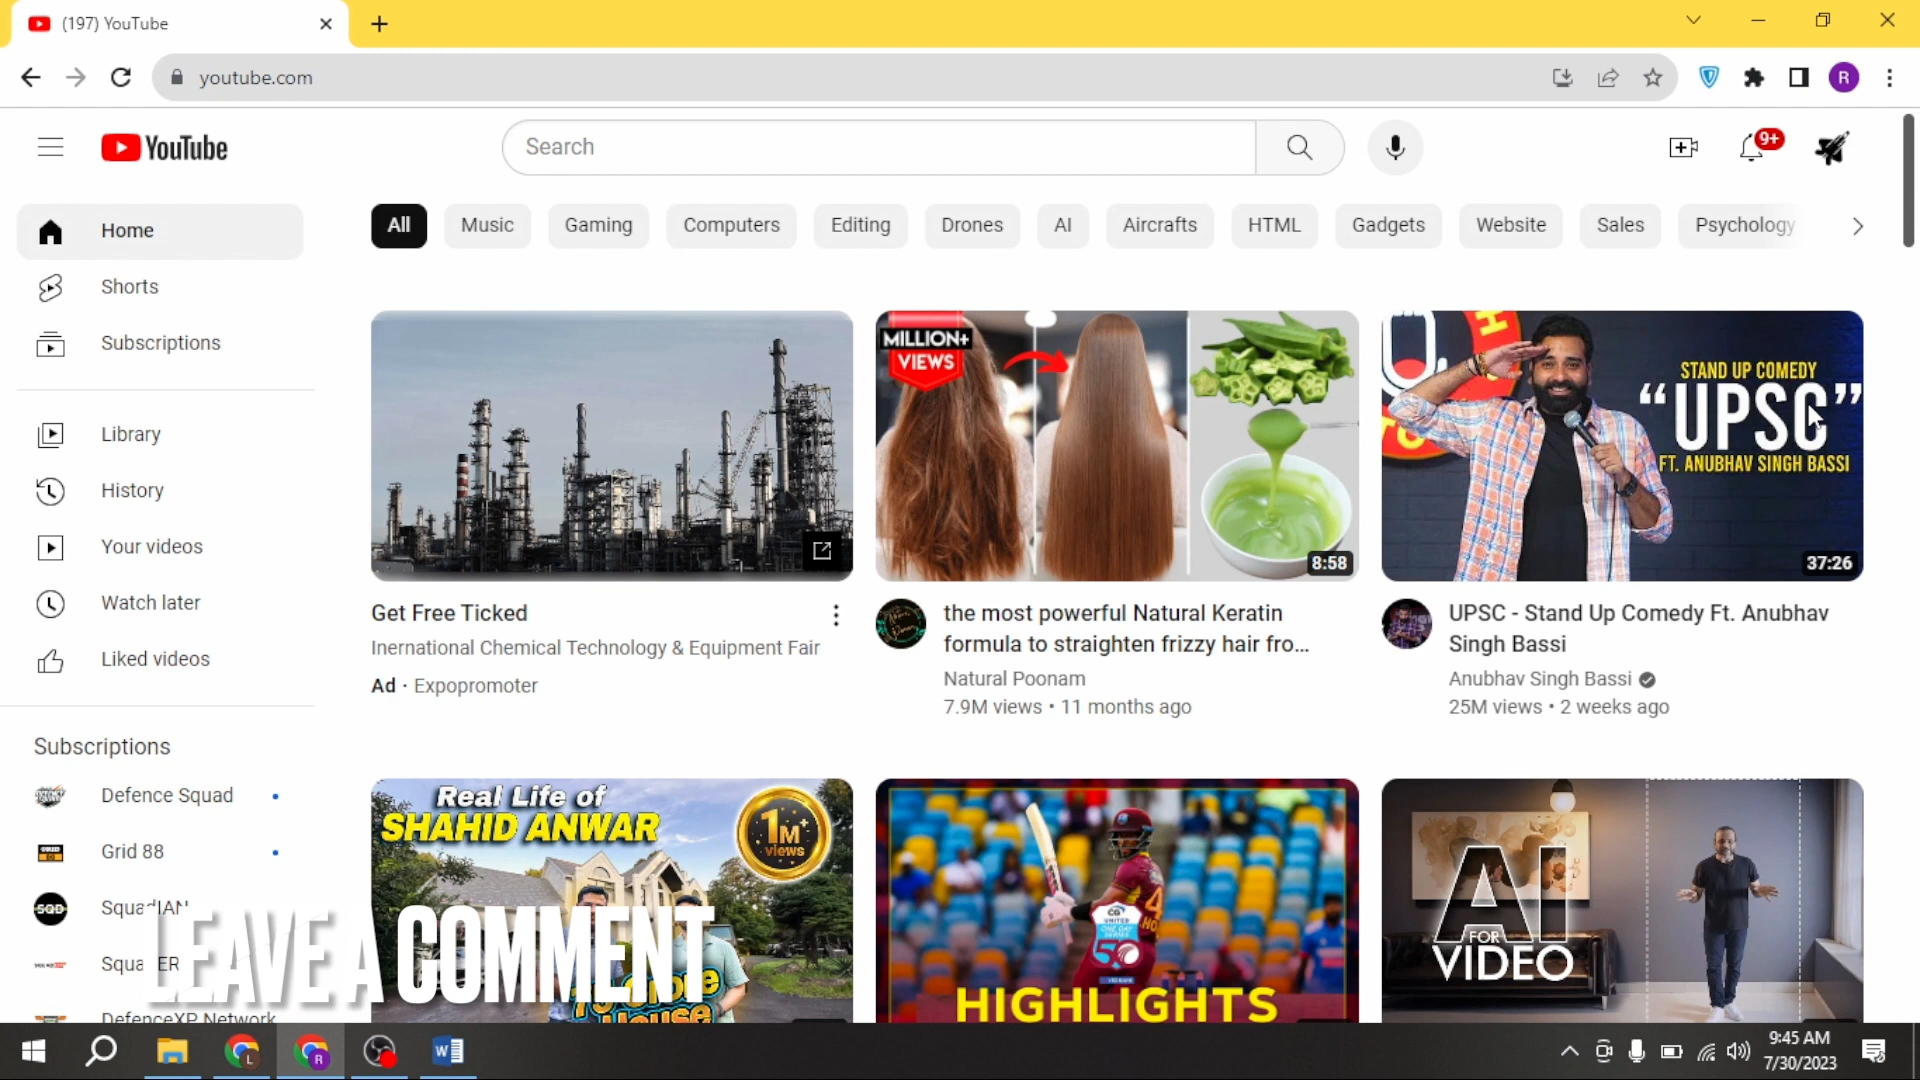 (197) YouTube
youtube.com
YouTube
Search
9+
R
All
Music
Gaming
Computers
Editing
Drones
AI
Aircrafts
HTML
Gadgets
Website
Sales
Psychology
Home
Shorts
Subscriptions
Library
History
Your videos
Watch later
Liked videos
Subscriptions
Defence Squad
Grid 88
SQD
DefenceXP Network
MILLION+
VIEWS
8:58
STAND UP COMEDY
“UPSC”
FT. ANUBHAV SINGH BASSI
37:26
Get Free Ticked
Inernational Chemical Technology & Equipment Fair
Ad · Expopromoter
the most powerful Natural Keratin
formula to straighten frizzy hair fro...
Natural Poonam
7.9M views • 11 months ago
UPSC - Stand Up Comedy Ft. Anubhav
Singh Bassi
Anubhav Singh Bassi
25M views • 2 weeks ago
Real Life of
SHAHID ANWAR
1M+
views
House
HIGHLIGHTS
AI
FOR
VIDEO
LEAVE A COMMENT
L
R
W
9:45 AM
7/30/2023